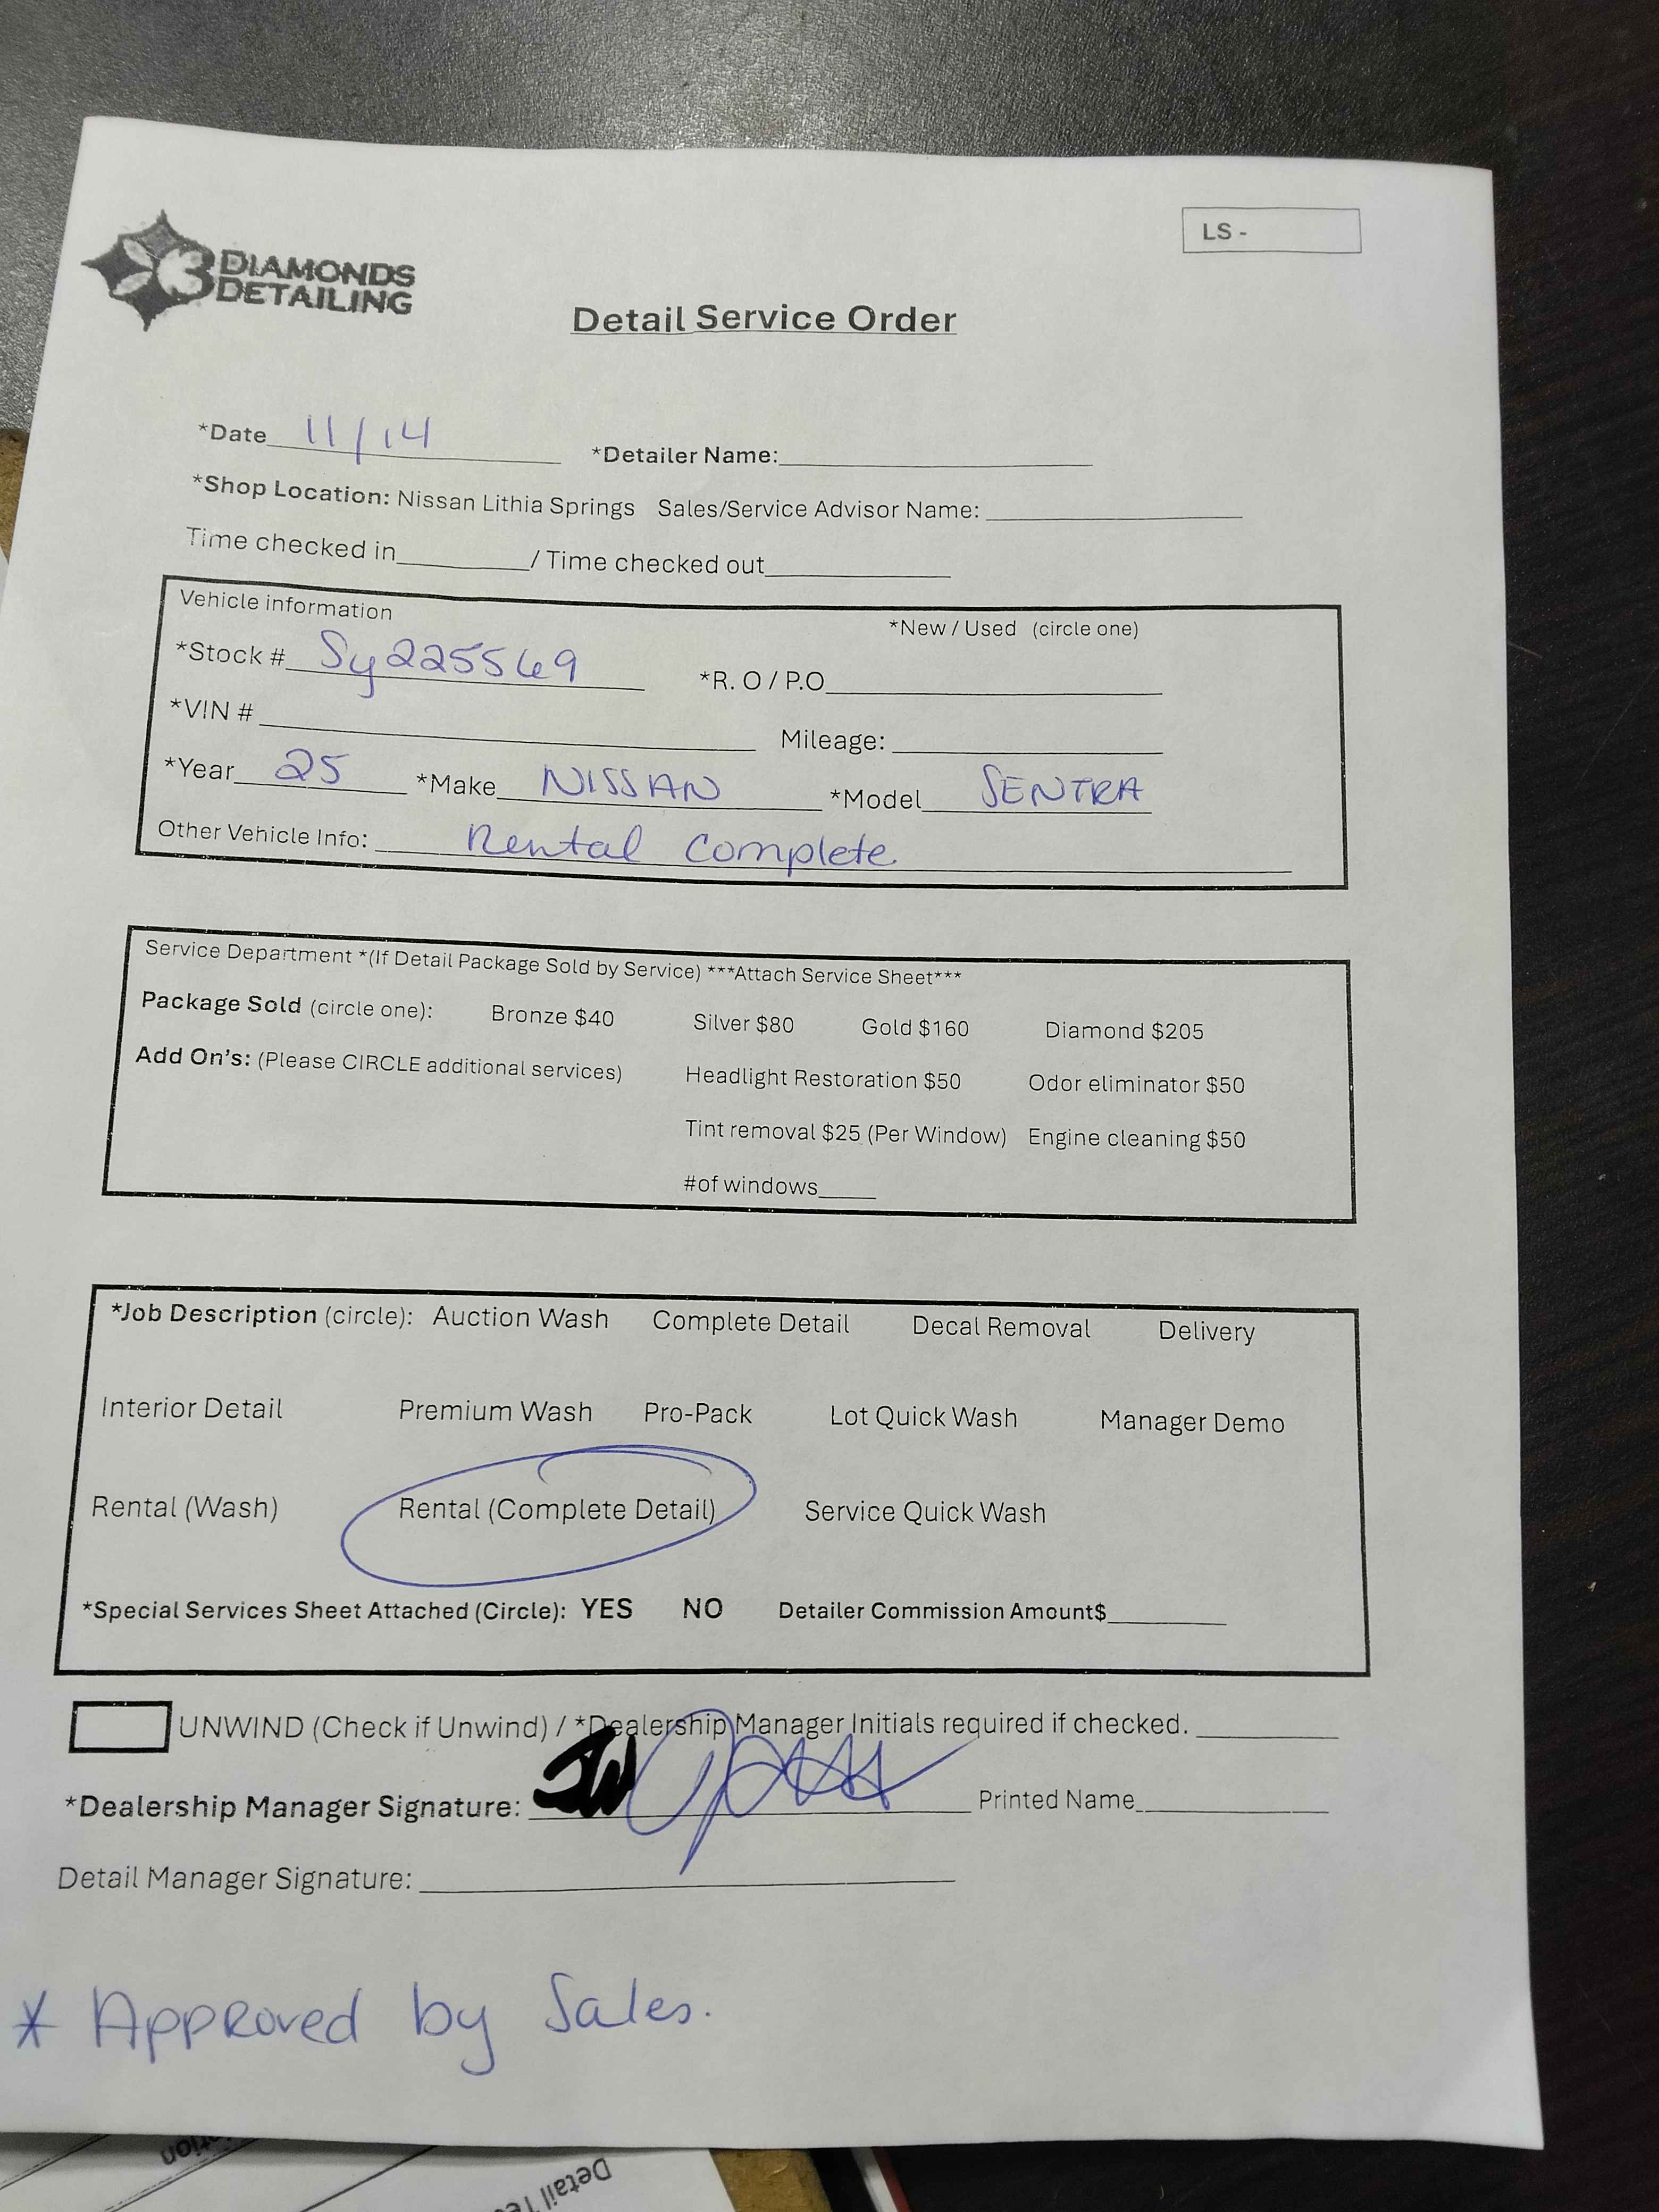 3 DIAMONDS
DETAILING
LS -
Detail Service Order
*Date 11/14 *Detailer Name:
*Shop Location: Nissan Lithia Springs Sales/Service Advisor Name:
Time checked in / Time checked out
Vehicle information
*New / Used (circle one)
*Stock # Sy225569 *R. O / P.O
*VIN # Mileage:
*Year 25 *Make NISSAN *Model SENTRA
Other Vehicle Info: Rental Complete
Service Department *(If Detail Package Sold by Service) ***Attach Service Sheet***
Package Sold (circle one): Bronze $40 Silver $80 Gold $160 Diamond $205
Add On's: (Please CIRCLE additional services) Headlight Restoration $50 Odor eliminator $50
Tint removal $25 (Per Window) Engine cleaning $50
#of windows
*Job Description (circle): Auction Wash Complete Detail Decal Removal Delivery
Interior Detail Premium Wash Pro-Pack Lot Quick Wash Manager Demo
Rental (Wash) Rental (Complete Detail) Service Quick Wash
*Special Services Sheet Attached (Circle): YES NO Detailer Commission Amount$
UNWIND (Check if Unwind) / *Dealership Manager Initials required if checked.
*Dealership Manager Signature: Printed Name
Detail Manager Signature:
* Approved by Sales.
Detail